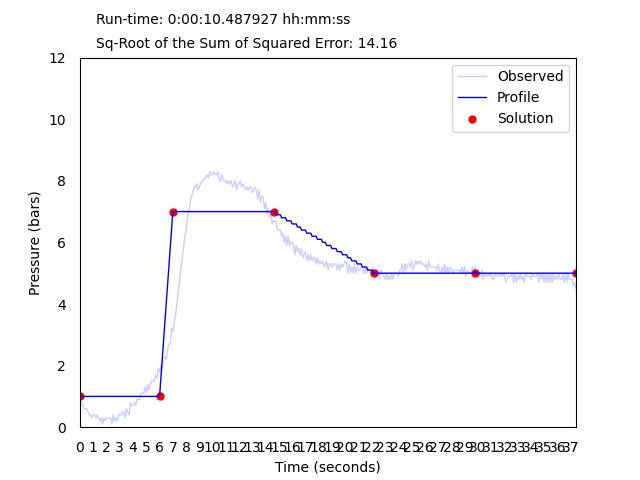 Run-time: 0:00:10.487927 hh:mm:ss
Sq-Root of the Sum of Squared Error: 14.16
12
10
8
6
4
2
0
Pressure (bars)
Observed
Profile
Solution
0 1 2 3 4 5 6 7 8 9 10 11 12 13 14 15 16 17 18 19 20 21 22 23 24 25 26 27 28 29 30 31 32 33 34 35 36 37
Time (seconds)